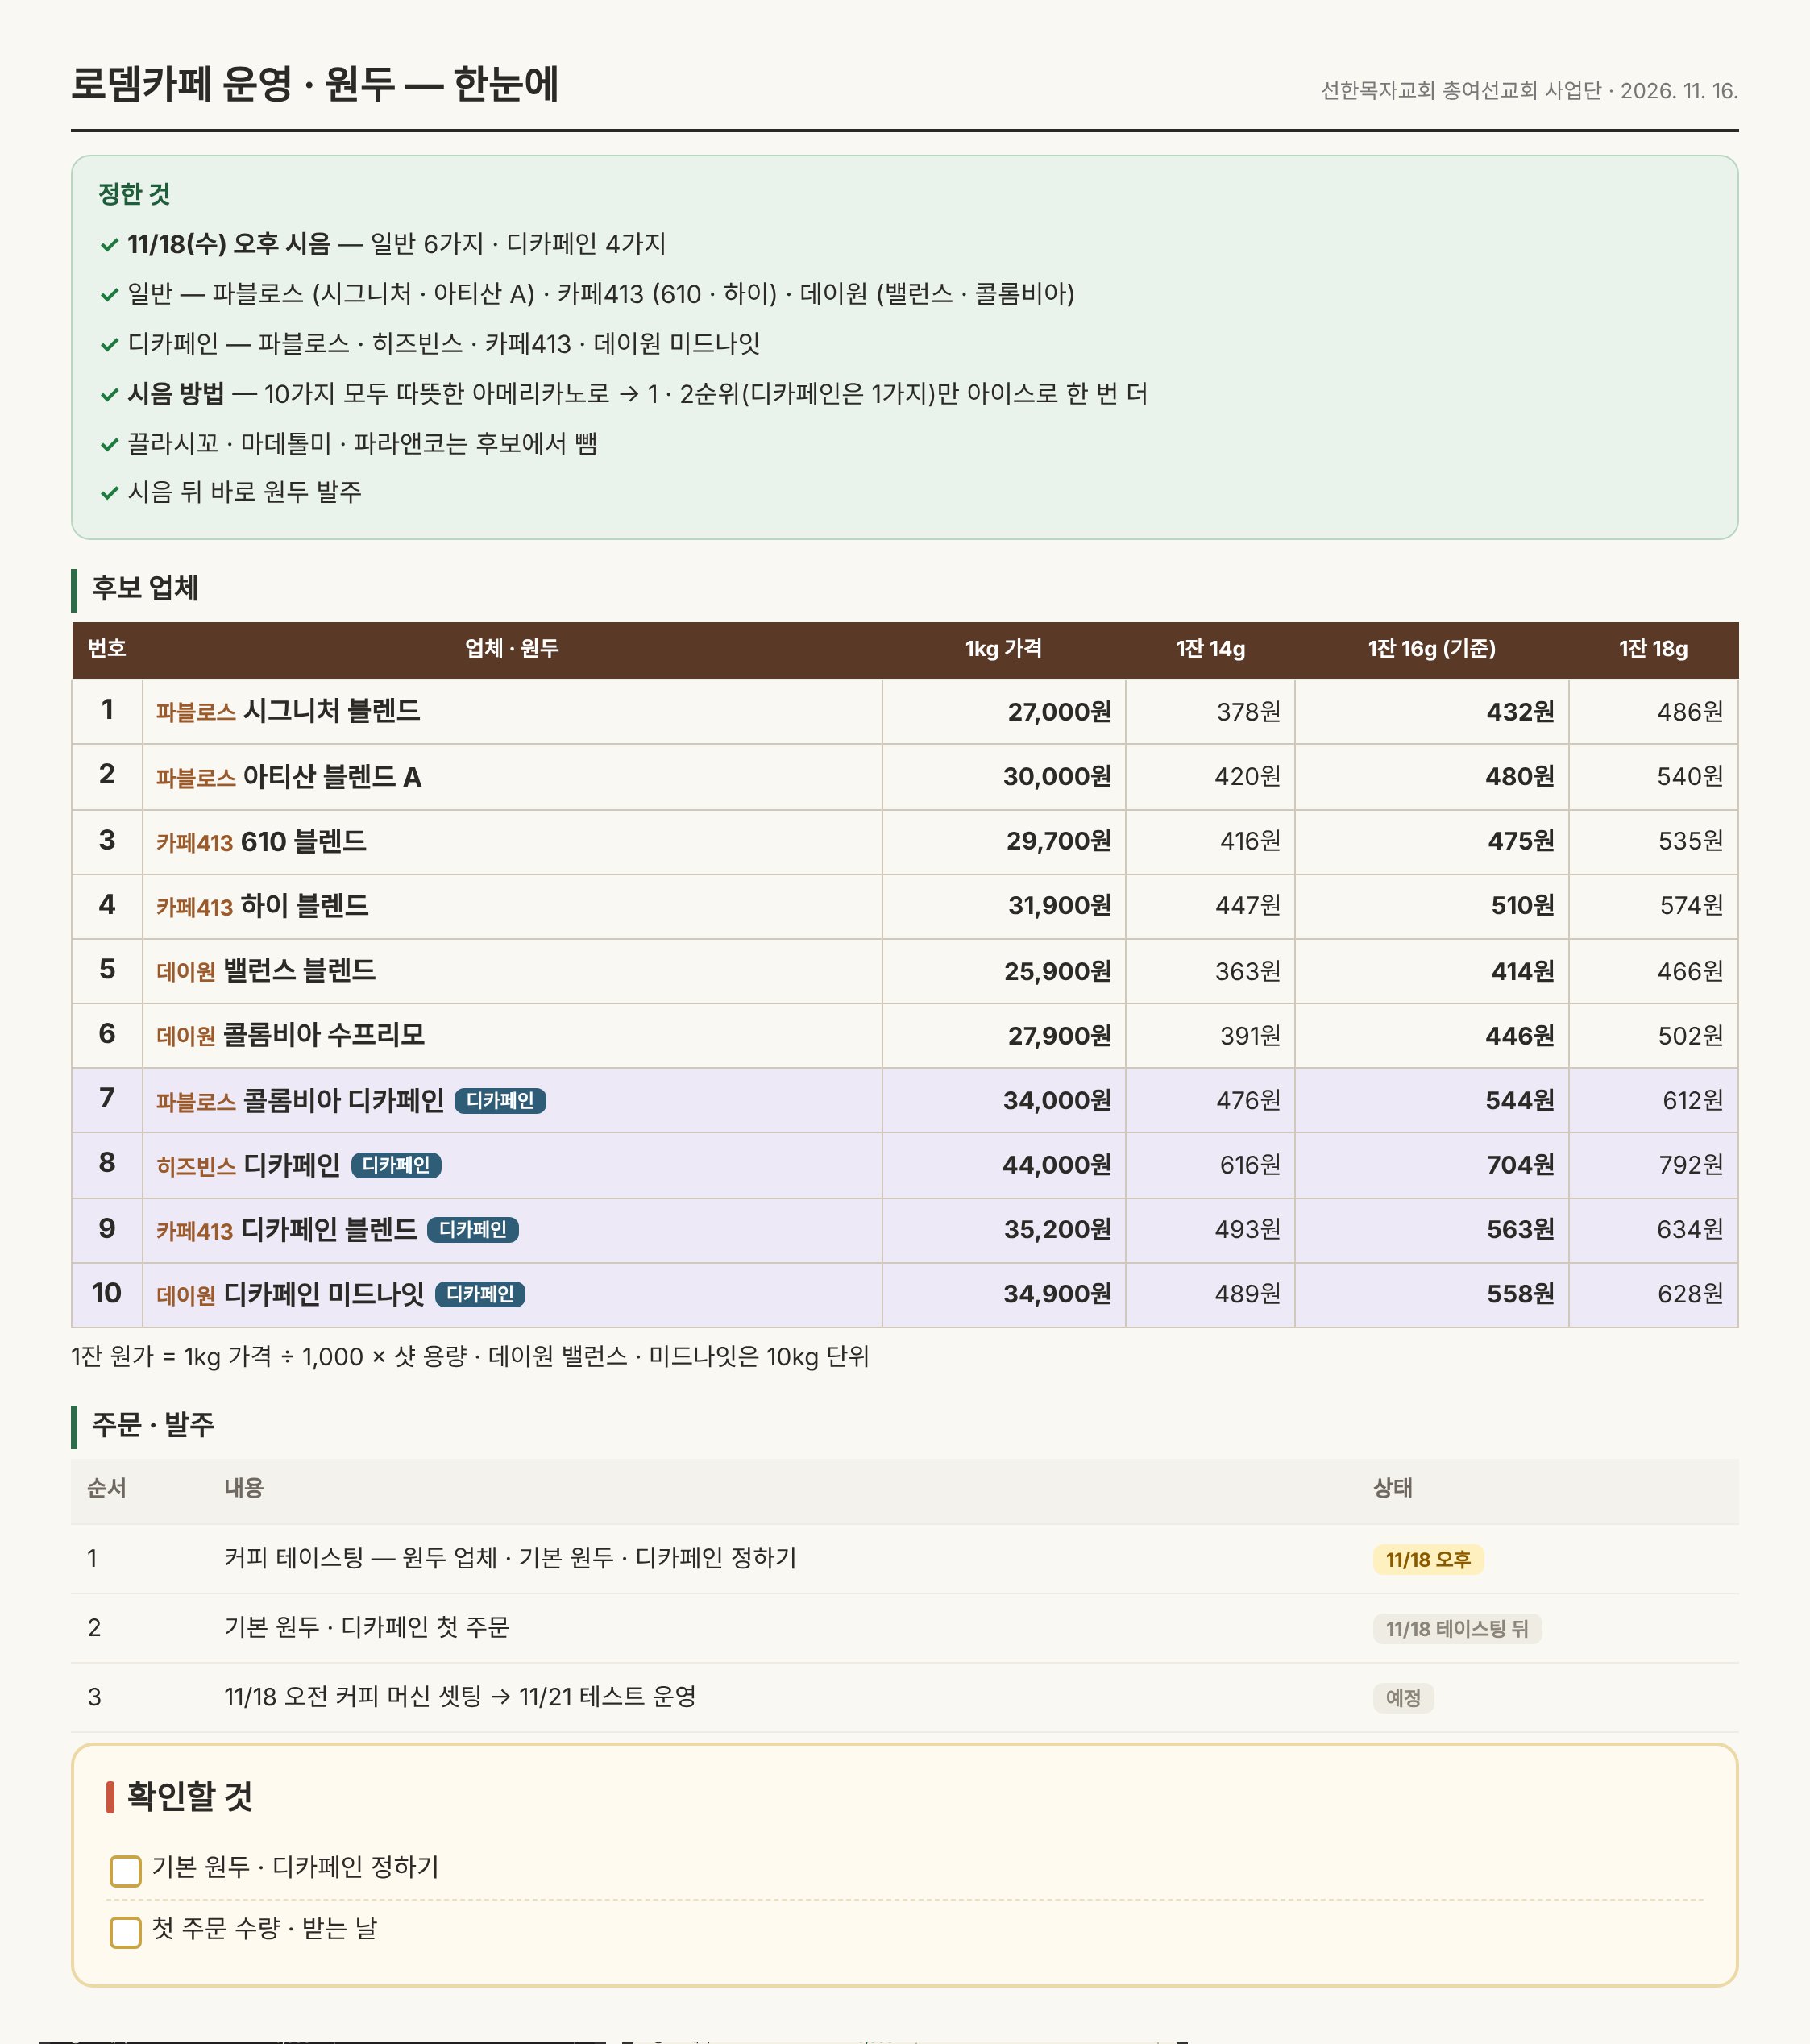 로뎀카페 운영 · 원두 — 한눈에
선한목자교회 총여선교회 사업단 · 2026. 11. 16.
정한 것
✓ 11/18(수) 오후 시음 — 일반 6가지 · 디카페인 4가지
✓ 일반 — 파블로스 (시그니처 · 아티산 A) · 카페413 (610 · 하이) · 데이원 (밸런스 · 콜롬비아)
✓ 디카페인 — 파블로스 · 히즈빈스 · 카페413 · 데이원 미드나잇
✓ 시음 방법 — 10가지 모두 따뜻한 아메리카노로 → 1 · 2순위(디카페인은 1가지)만 아이스로 한 번 더
✓ 끌라시꼬 · 마데톨미 · 파라앤코는 후보에서 뺌
✓ 시음 뒤 바로 원두 발주
후보 업체
번호 업체 · 원두 1kg 가격 1잔 14g 1잔 16g (기준) 1잔 18g
1 파블로스 시그니처 블렌드 27,000원 378원 432원 486원
2 파블로스 아티산 블렌드 A 30,000원 420원 480원 540원
3 카페413 610 블렌드 29,700원 416원 475원 535원
4 카페413 하이 블렌드 31,900원 447원 510원 574원
5 데이원 밸런스 블렌드 25,900원 363원 414원 466원
6 데이원 콜롬비아 수프리모 27,900원 391원 446원 502원
7 파블로스 콜롬비아 디카페인 디카페인 34,000원 476원 544원 612원
8 히즈빈스 디카페인 디카페인 44,000원 616원 704원 792원
9 카페413 디카페인 블렌드 디카페인 35,200원 493원 563원 634원
10 데이원 디카페인 미드나잇 디카페인 34,900원 489원 558원 628원
1잔 원가 = 1kg 가격 ÷ 1,000 × 샷 용량 · 데이원 밸런스 · 미드나잇은 10kg 단위
주문 · 발주
순서 내용 상태
1 커피 테이스팅 — 원두 업체 · 기본 원두 · 디카페인 정하기 11/18 오후
2 기본 원두 · 디카페인 첫 주문 11/18 테이스팅 뒤
3 11/18 오전 커피 머신 셋팅 → 11/21 테스트 운영 예정
확인할 것
기본 원두 · 디카페인 정하기
첫 주문 수량 · 받는 날